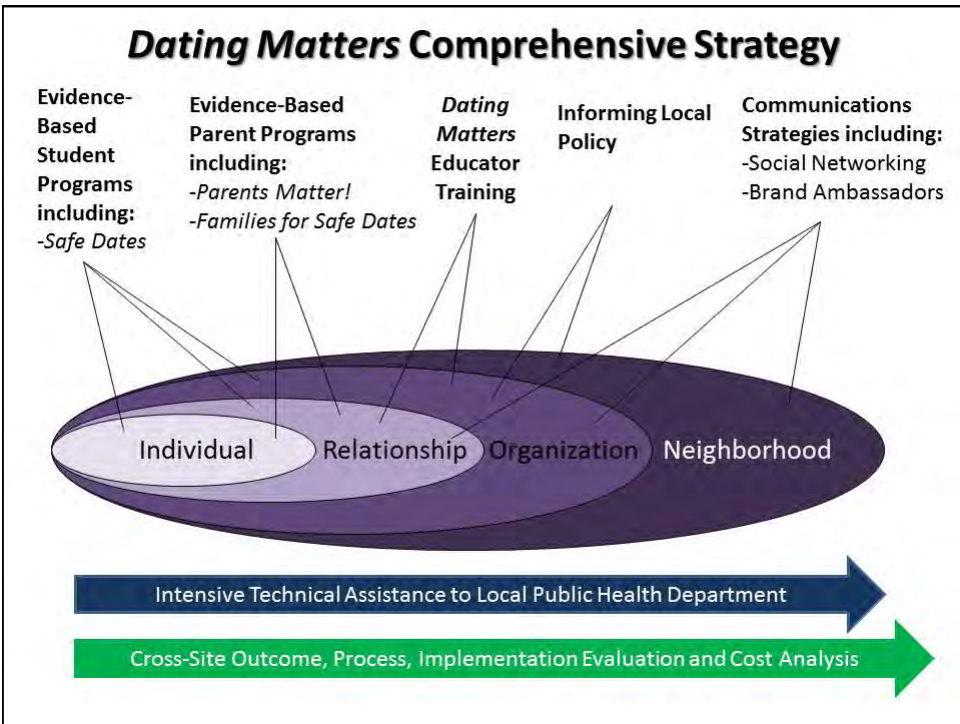 Dating Matters Comprehensive Strategy
Evidence-
Based
Student
Programs
including:
-Safe Dates
Evidence-Based
Parent Programs
including:
-Parents Matter!
-Families for Safe Dates
Dating
Matters
Educator
Training
Informing Local
Policy
Communications
Strategies including:
-Social Networking
-Brand Ambassadors
Individual
Relationship
Organization
Neighborhood
Intensive Technical Assistance to Local Public Health Department
Cross-Site Outcome, Process, Implementation Evaluation and Cost Analysis